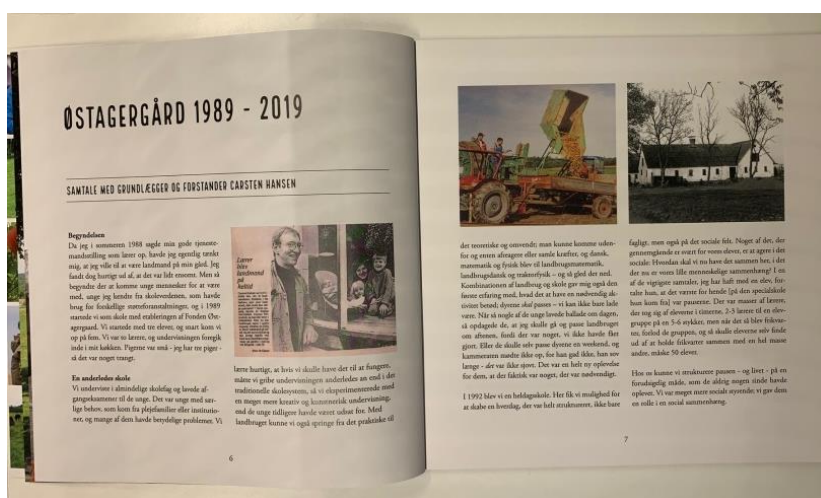 ØSTAGERGÅRD 1989 - 2019
SAMTALE MED GRUNDLÆGGER OG FORSTANDER CARSTEN HANSEN
Begyndelsen
Da jeg i sommeren 1988 sagde min gode tjeneste-
mandsstilling som lærer op, havde jeg egentlig tænkt
mig, at jeg ville til at være landmand på min gård. Jeg
fandt dog hurtigt ud af, at det var lidt ensomt. Men så
begyndte der at komme unge mennesker for at være
med, unge jeg kendte fra skoleverdenen, som havde
brug for forskellige støtteforanstaltninger, og i 1989
startede vi som skole med etableringen af Fonden Øst-
agergaard. Vi startede med tre elever, og snart kom vi
op på fem. Vi var to lærere, og undervisningen foregik
inde i mit køkken. Pigerne var små - jeg har tre piger -
så det var noget trangt.
En anderledes skole
Vi underviste i almindelige skolefag og lavede af-
gangseksamener til de unge. Det var unge med sær-
lige behov, som kom fra plejefamilier eller institutio-
ner, og mange af dem havde betydelige problemer. Vi
Lærer
blev
landmand
på
heltid
lærte hurtigt, at hvis vi skulle have det til at fungere,
måtte vi gribe undervisningen anderledes an end i det
traditionelle skolesystem, så vi eksperimenterede med
en meget mere kreativ og kontekstnær undervisning,
end de unge tidligere havde været udsat for. Med
landbruget kunne vi også springe fra det praktiske til
6
det teoretiske og omvendt; man kunne komme uden-
for og enten afreagere eller samle kræfter, og dansk,
matematik og fysik blev til landbrugsmatematik,
landbrugsdansk og traktorfysik – og så gled der ned.
Kombinationen af landbrug og skole gav mig også den
første erfaring med, hvad det at have en nødvendig ak-
tivitet betød; dyrene skal passes – vi kan ikke bare lade
være. Når så nogle af de unge lavede ballade om dagen,
så opdagede de, at jeg skulle gå og passe landbruget
om aftenen, fordi der var noget, vi ikke havde fået
gjort. Eller de skulle selv passe dyrene en weekend, og
kammeraten mødte ikke op, for han gad ikke, han sov
længe - det var ikke sjovt. Det var en helt ny oplevelse
for dem, at der faktisk var noget, der var nødvendigt.
I 1992 blev vi en heldagsskole. Her fik vi mulighed for
at skabe en hverdag, der var helt struktureret, ikke bare
fagligt, men også på det sociale felt. Noget af det, der
gennemgående er svært for vores elever, er at agere i det
sociale: Hvordan skal vi nu have det sammen her, i det
der nu er vores lille menneskelige sammenhæng? I en
af de vigtigste samtaler, jeg har haft med en elev, for-
talte hun, at det værste for hende [på den specialskole
hun kom fra] var pauserne. Der var masser af lærere,
der tog sig af eleverne i timerne, 2-3 lærere til en elev-
gruppe på en 5-6 stykker, men når det så blev frikvar-
ter, forlod de gruppen, og så skulle eleverne selv finde
ud af at holde frikvarter sammen med en hel masse
andre, måske 50 elever.
Hos os kunne vi strukturere pausen - og livet - på en
forudsigelig måde, som de aldrig nogen sinde havde
oplevet. Vi var meget mere socialt styrende; vi gav dem
en rolle i en social sammenhæng.
7